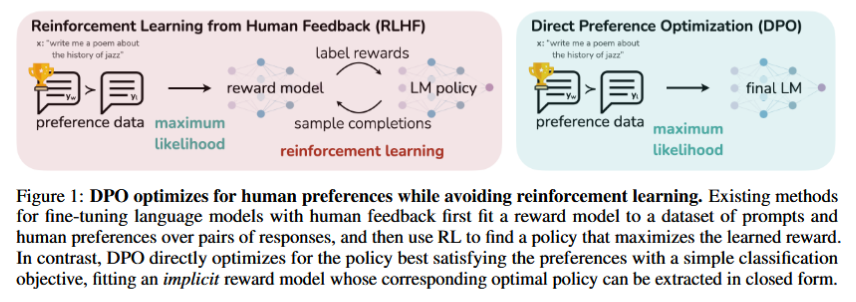 Reinforcement Learning from Human Feedback (RLHF)
x: "write me a poem about
the history of jazz"
label rewards
yw > yl
reward model
LM policy
preference data
maximum
likelihood
sample completions
reinforcement learning
Direct Preference Optimization (DPO)
x: "write me a poem about
the history of jazz"
yw > yl
final LM
preference data
maximum
likelihood
Figure 1: DPO optimizes for human preferences while avoiding reinforcement learning. Existing methods
for fine-tuning language models with human feedback first fit a reward model to a dataset of prompts and
human preferences over pairs of responses, and then use RL to find a policy that maximizes the learned reward.
In contrast, DPO directly optimizes for the policy best satisfying the preferences with a simple classification
objective, fitting an implicit reward model whose corresponding optimal policy can be extracted in closed form.